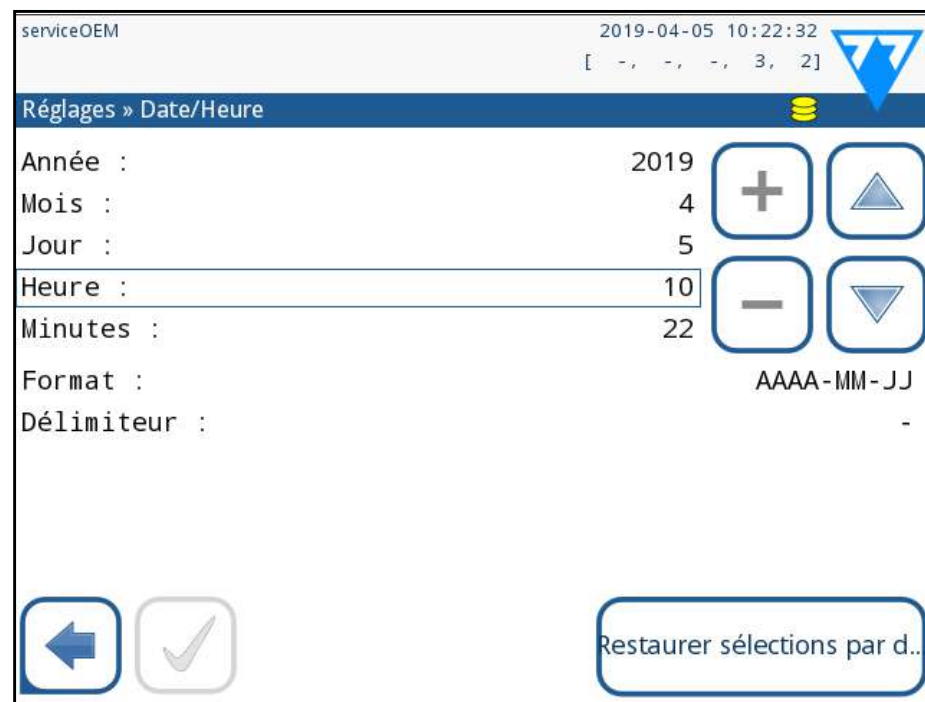 serviceOEM 2019-04-05 10:22:32
[ -, -, -, 3, 2]
Réglages » Date/Heure
Année : 2019
Mois : 4
Jour : 5
Heure : 10
Minutes : 22
Format : AAAA-MM-JJ
Délimiteur : -
Restaurer sélections par d...